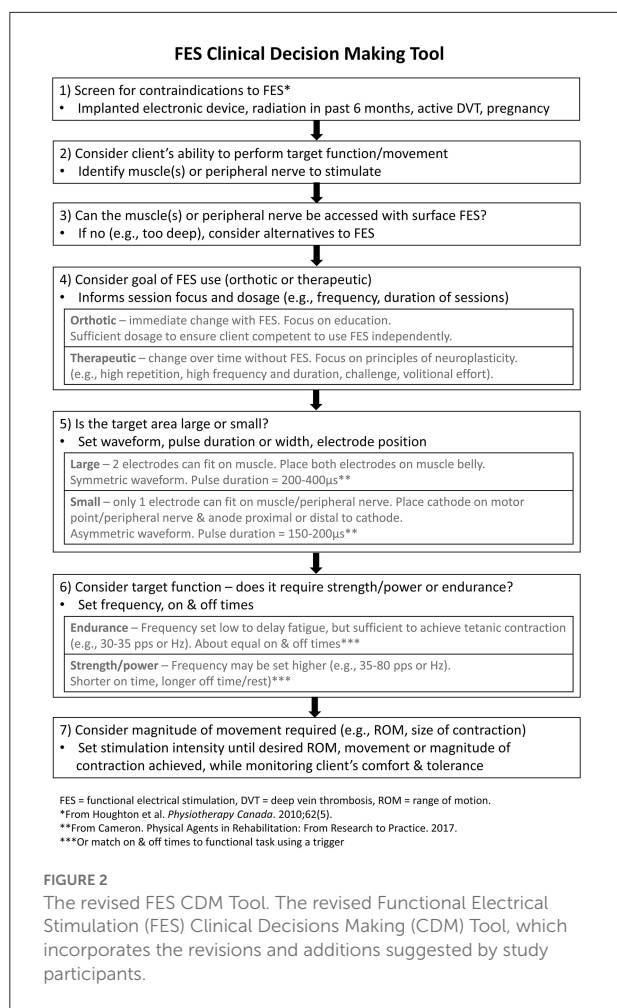 FES Clinical Decision Making Tool
1) Screen for contraindications to FES*
• Implanted electronic device, radiation in past 6 months, active DVT, pregnancy
2) Consider client’s ability to perform target function/movement
• Identify muscle(s) or peripheral nerve to stimulate
3) Can the muscle(s) or peripheral nerve be accessed with surface FES?
• If no (e.g., too deep), consider alternatives to FES
4) Consider goal of FES use (orthotic or therapeutic)
• Informs session focus and dosage (e.g., frequency, duration of sessions)
Orthotic – immediate change with FES. Focus on education.
Sufficient dosage to ensure client competent to use FES independently.
Therapeutic – change over time without FES. Focus on principles of neuroplasticity.
(e.g., high repetition, high frequency and duration, challenge, volitional effort).
5) Is the target area large or small?
• Set waveform, pulse duration or width, electrode position
Large – 2 electrodes can fit on muscle. Place both electrodes on muscle belly.
Symmetric waveform. Pulse duration = 200-400µs**
Small – only 1 electrode can fit on muscle/peripheral nerve. Place cathode on motor
point/peripheral nerve & anode proximal or distal to cathode.
Asymmetric waveform. Pulse duration = 150-200µs**
6) Consider target function – does it require strength/power or endurance?
• Set frequency, on & off times
Endurance – Frequency set low to delay fatigue, but sufficient to achieve tetanic contraction
(e.g., 30-35 pps or Hz). About equal on & off times***
Strength/power – Frequency may be set higher (e.g., 35-80 pps or Hz).
Shorter on time, longer off time/rest)***
7) Consider magnitude of movement required (e.g., ROM, size of contraction)
• Set stimulation intensity until desired ROM, movement or magnitude of
contraction achieved, while monitoring client’s comfort & tolerance
FES = functional electrical stimulation, DVT = deep vein thrombosis, ROM = range of motion.
*From Houghton et al. Physiotherapy Canada. 2010;62(5).
**From Cameron. Physical Agents in Rehabilitation: From Research to Practice. 2017.
***Or match on & off times to functional task using a trigger
FIGURE 2
The revised FES CDM Tool. The revised Functional Electrical
Stimulation (FES) Clinical Decisions Making (CDM) Tool, which
incorporates the revisions and additions suggested by study
participants.